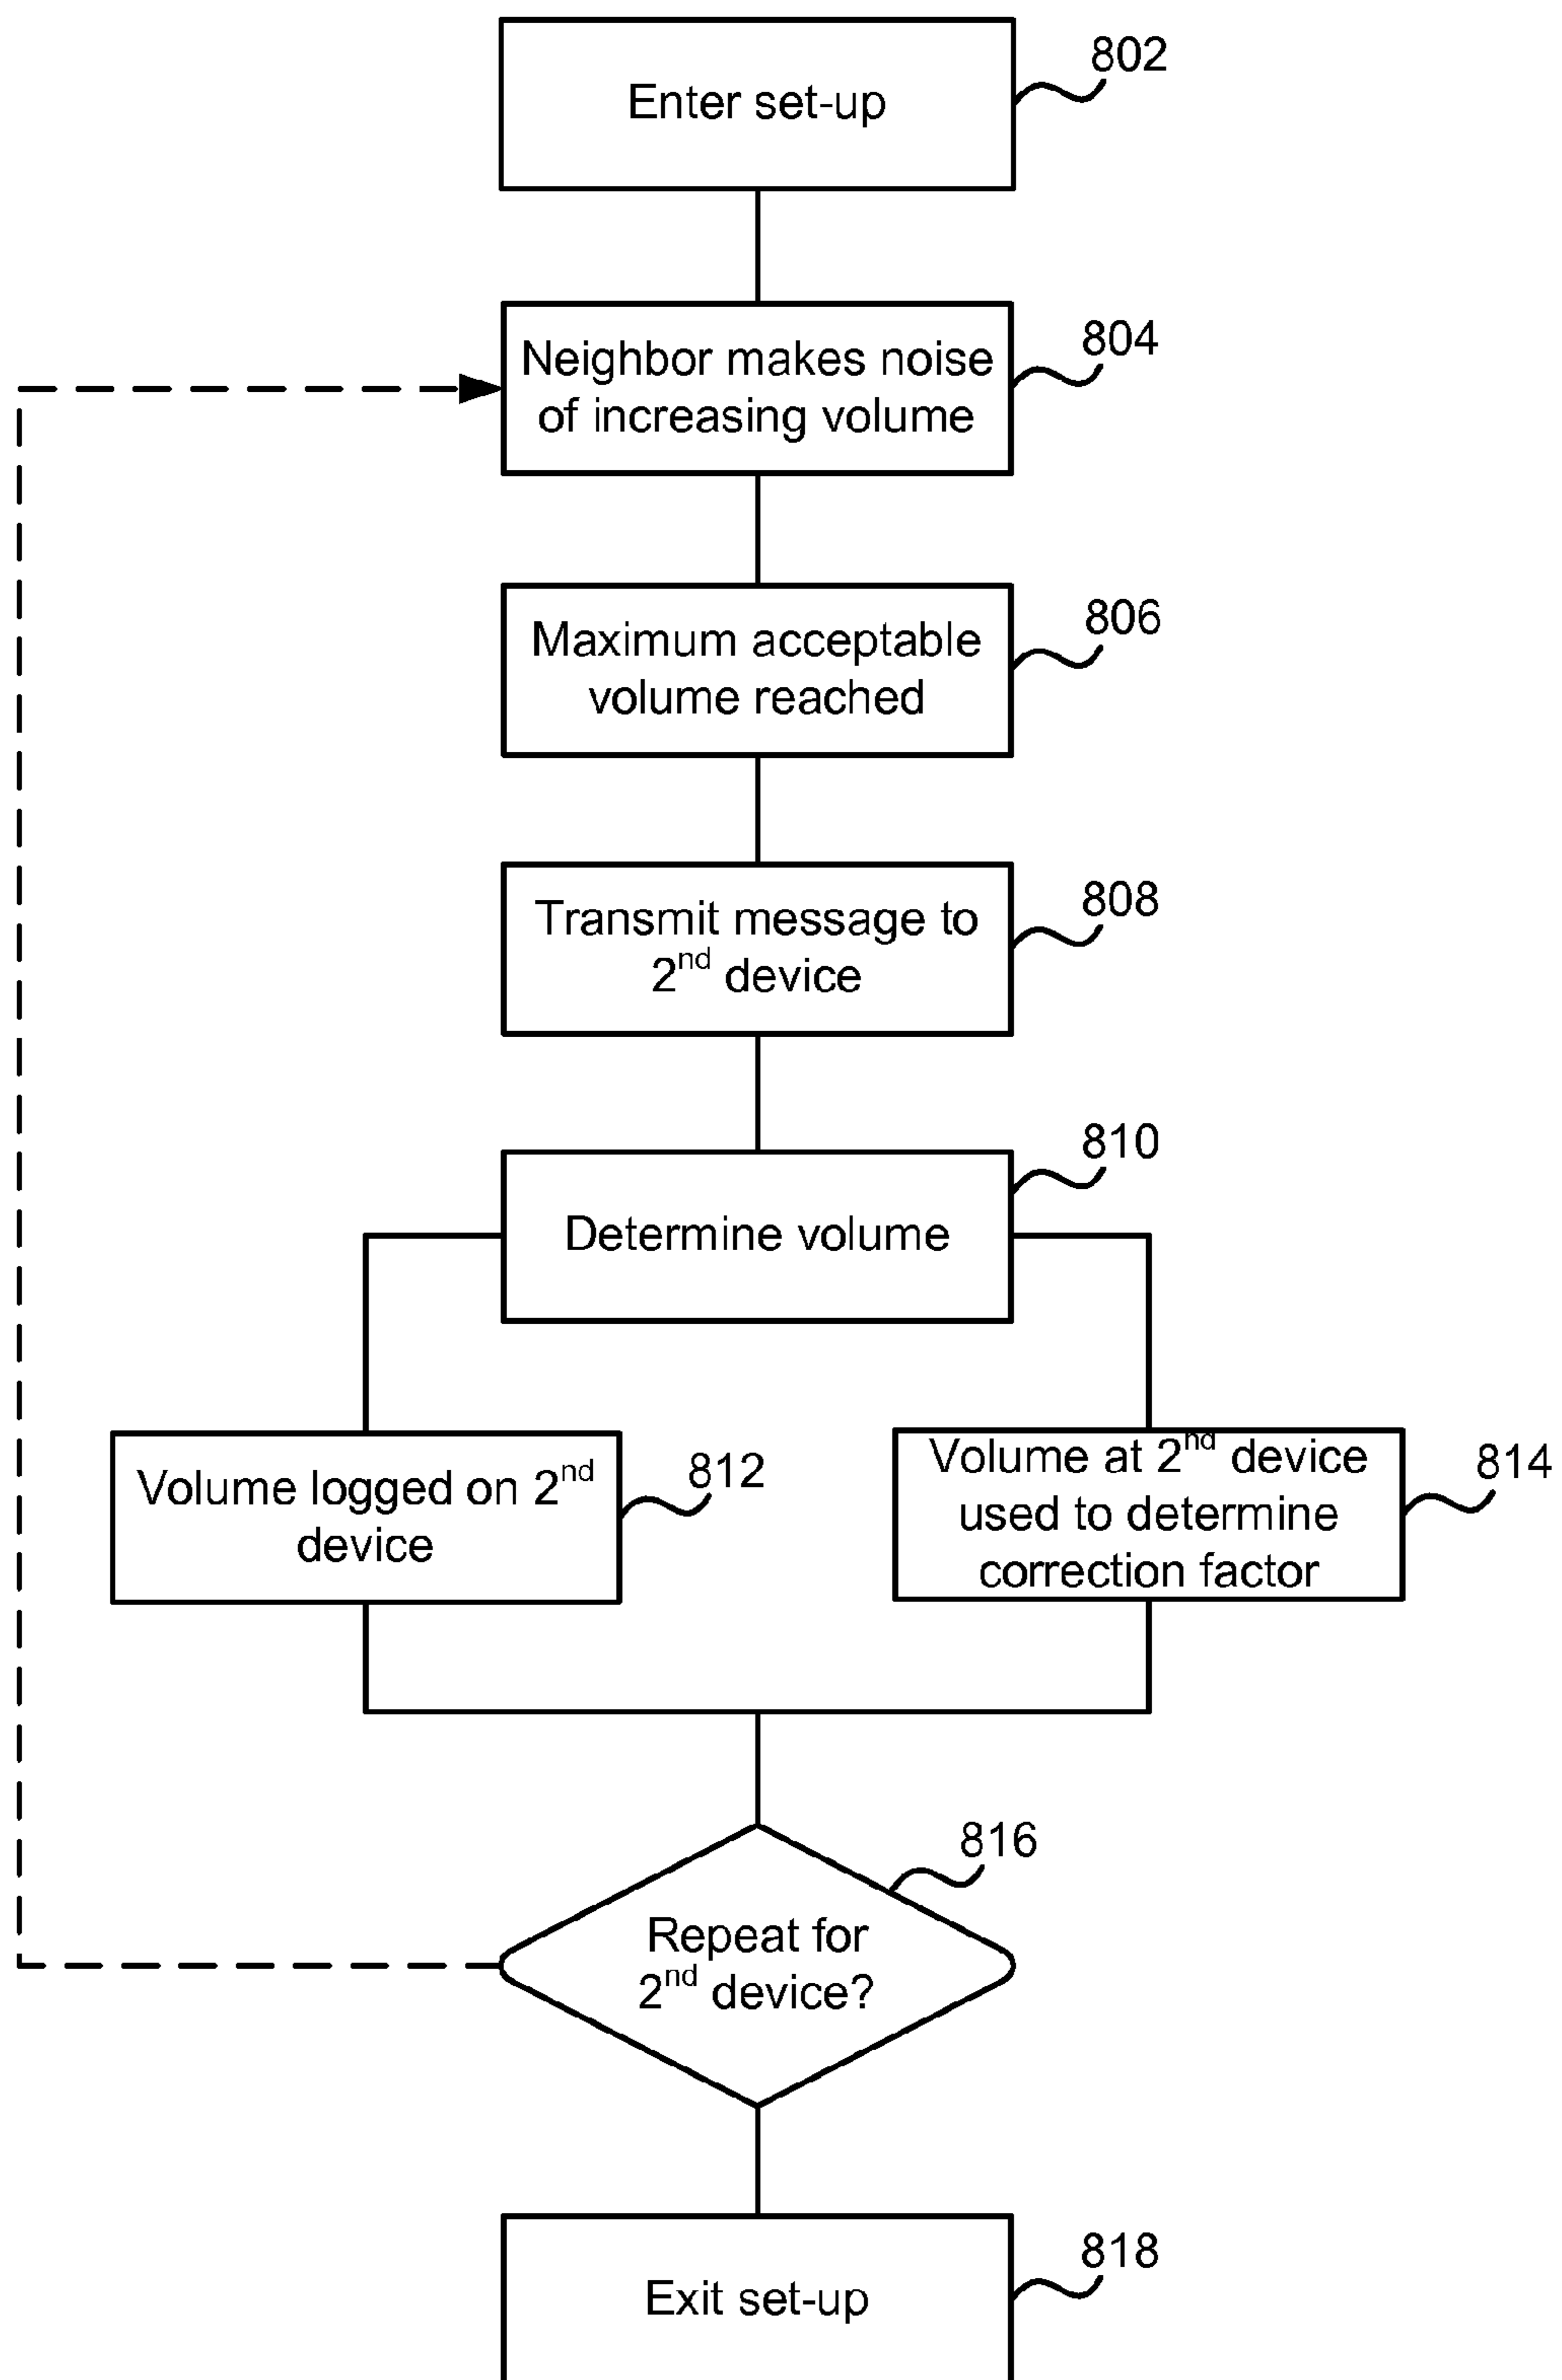 Enter set-up
802
Neighbor makes noise
of increasing volume
804
Maximum acceptable
volume reached
806
Transmit message to
2nd device
808
Determine volume
810
Volume logged on 2nd
device
812
Volume at 2nd device
used to determine
correction factor
814
Repeat for
2nd device?
816
Exit set-up
818